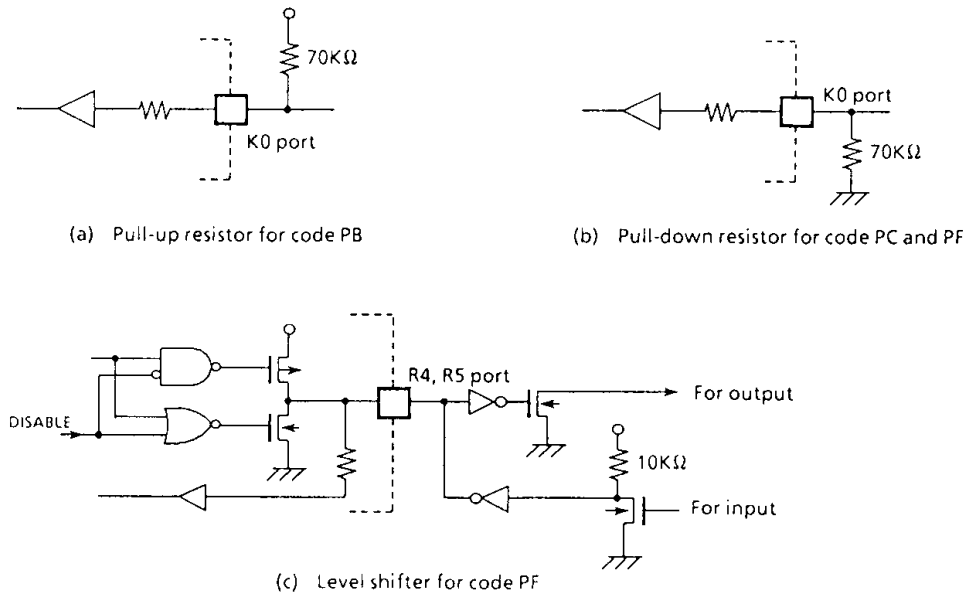 70KΩ
K0 port
(a) Pull-up resistor for code PB
K0 port
70KΩ
(b) Pull-down resistor for code PC and PF
R4, R5 port
For output
DISABLE
10KΩ
For input
(c) Level shifter for code PF